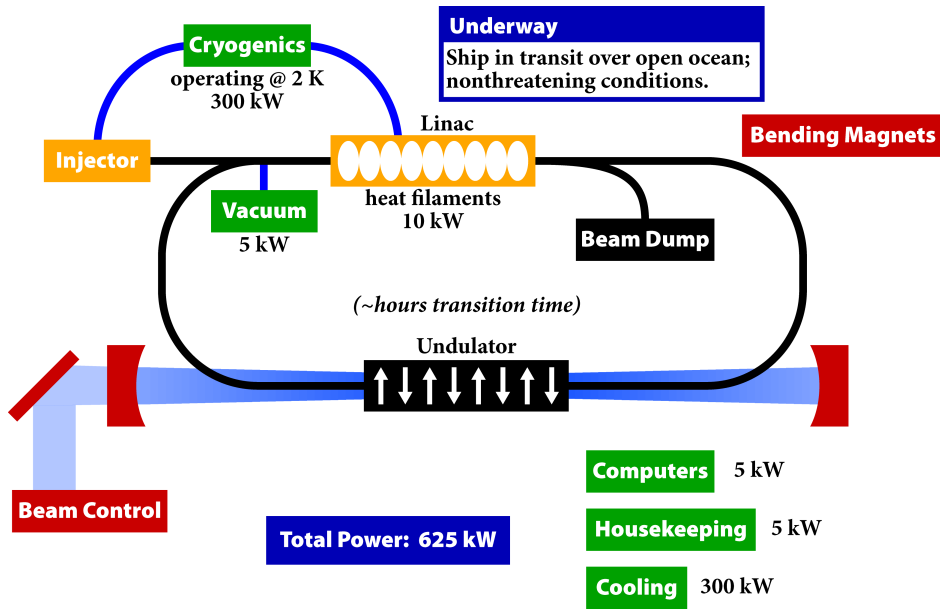 Cryogenics
operating @ 2 K
300 kW
Underway
Ship in transit over open ocean;
nonthreatening conditions.
Linac
Bending Magnets
Injector
heat filaments
10 kW
Vacuum
5 kW
Beam Dump
(~hours transition time)
Undulator
Computers 5 kW
Beam Control
Housekeeping 5 kW
Total Power: 625 kW
Cooling 300 kW